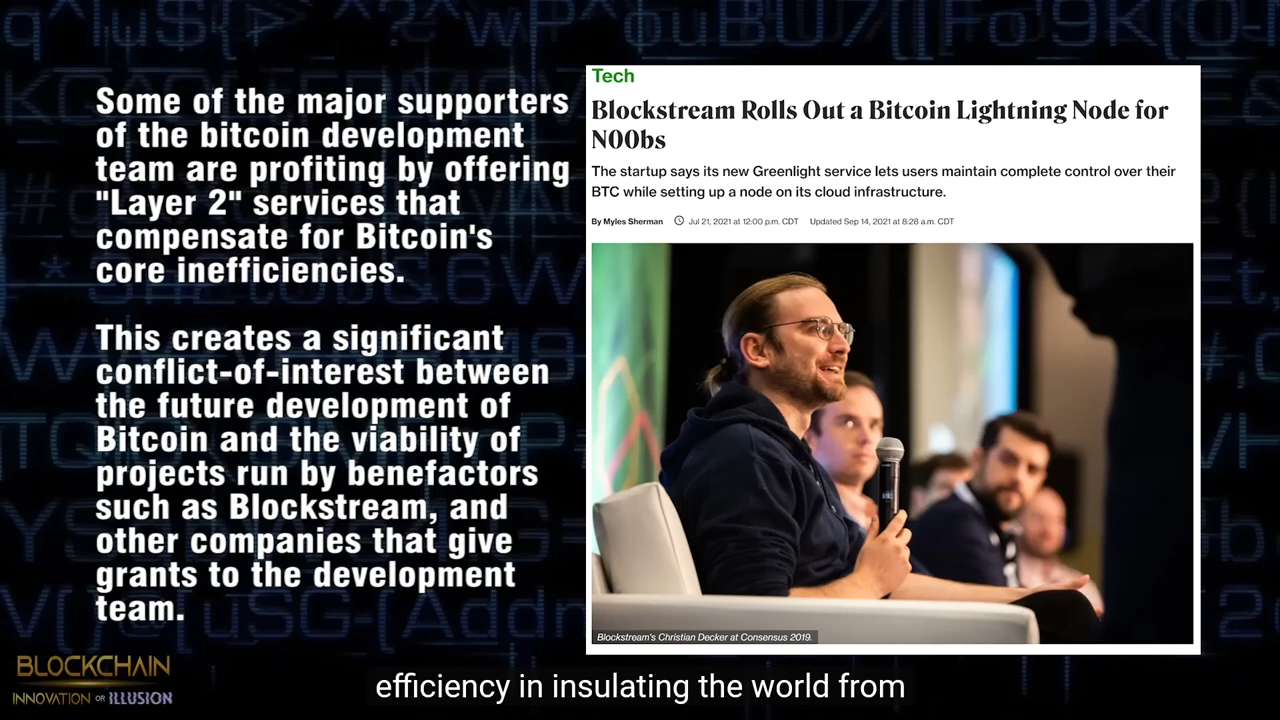 Some of the major supporters
of the bitcoin development
team are profiting by offering
"Layer 2" services that
compensate for Bitcoin's
core inefficiencies.
This creates a significant
conflict-of-interest between
the future development of
Bitcoin and the viability of
projects run by benefactors
such as Blockstream, and
other companies that give
grants to the development
team.
Tech
Blockstream Rolls Out a Bitcoin Lightning Node for
N00bs
The startup says its new Greenlight service lets users maintain complete control over their
BTC while setting up a node on its cloud infrastructure.
By Myles Sherman Jul 21, 2021 at 12:00 p.m. CDT Updated Sep 14, 2021 at 8:28 a.m. CDT
Blockstream's Christian Decker at Consensus 2019.
BLOCKCHAIN
INNOVATION OR ILLUSION
efficiency in insulating the world from